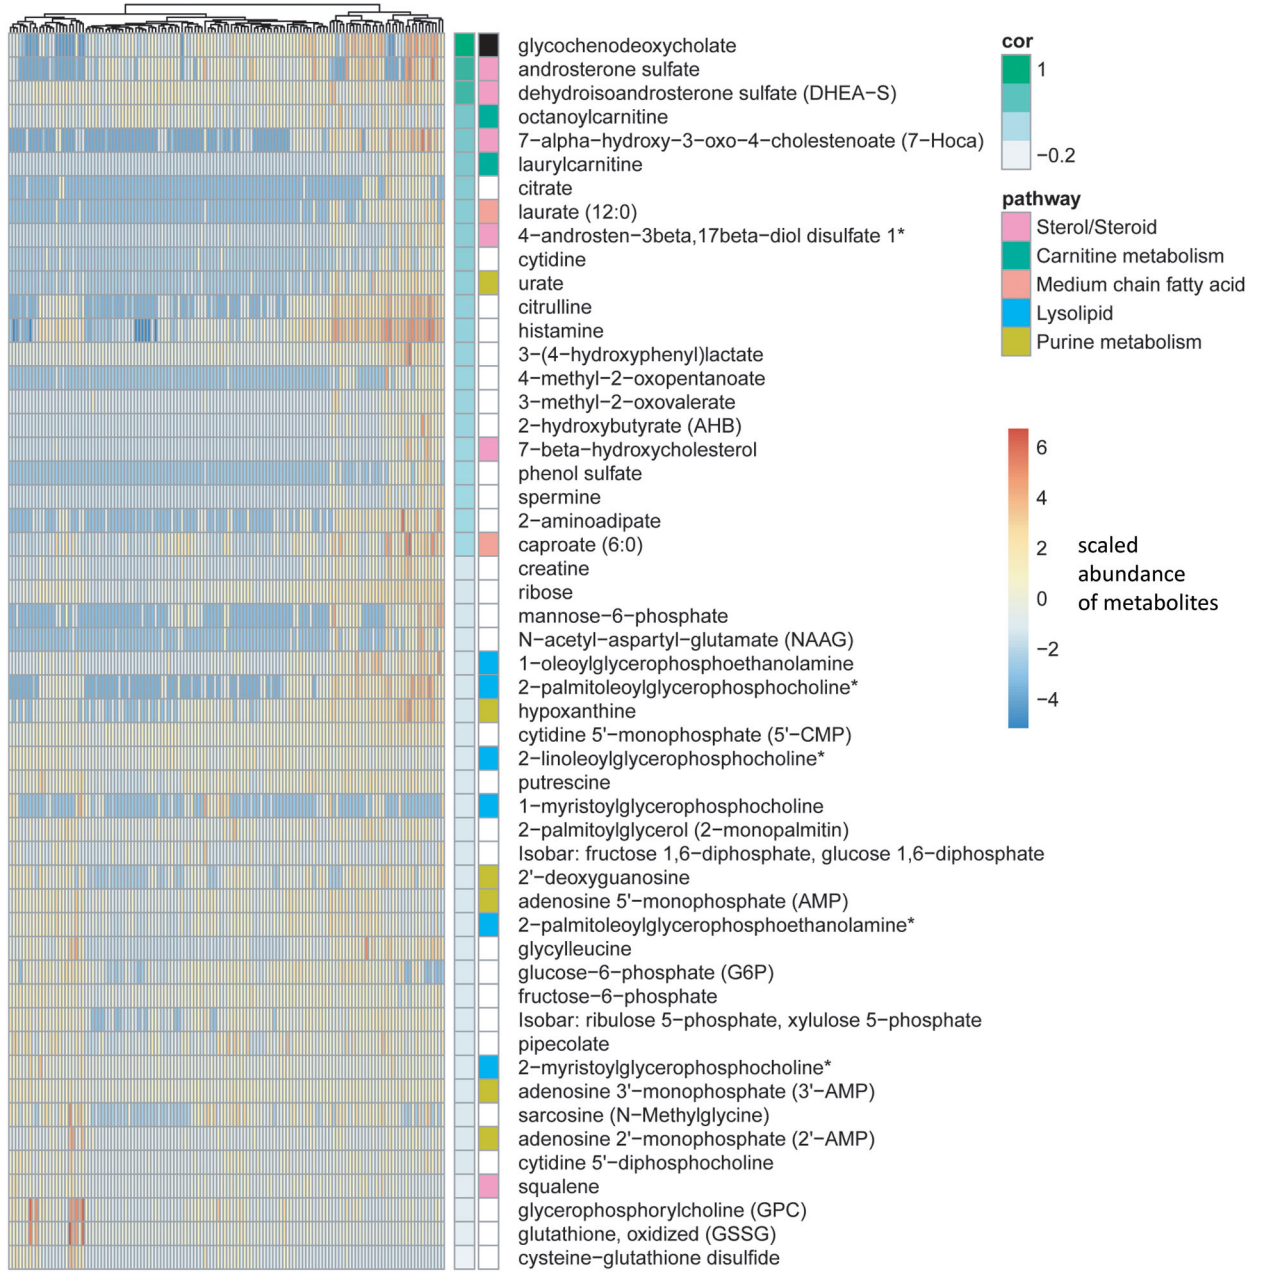 glycochenodeoxycholate
androsterone sulfate
dehydroisoandrosterone sulfate (DHEA−S)
octanoylcarnitine
7−alpha−hydroxy−3−oxo−4−cholestenoate (7−Hoca)
laurylcarnitine
citrate
laurate (12:0)
4−androsten−3beta,17beta−diol disulfate 1*
cytidine
urate
citrulline
histamine
3−(4−hydroxyphenyl)lactate
4−methyl−2−oxopentanoate
3−methyl−2−oxovalerate
2−hydroxybutyrate (AHB)
7−beta−hydroxycholesterol
phenol sulfate
spermine
2−aminoadipate
caproate (6:0)
creatine
ribose
mannose−6−phosphate
N−acetyl−aspartyl−glutamate (NAAG)
1−oleoylglycerophosphoethanolamine
2−palmitoleoylglycerophosphocholine*
hypoxanthine
cytidine 5'−monophosphate (5'−CMP)
2−linoleoylglycerophosphocholine*
putrescine
1−myristoylglycerophosphocholine
2−palmitoylglycerol (2−monopalmitin)
Isobar: fructose 1,6−diphosphate, glucose 1,6−diphosphate
2'−deoxyguanosine
adenosine 5'−monophosphate (AMP)
2−palmitoleoylglycerophosphoethanolamine*
glycylleucine
glucose−6−phosphate (G6P)
fructose−6−phosphate
Isobar: ribulose 5−phosphate, xylulose 5−phosphate
pipecolate
2−myristoylglycerophosphocholine*
adenosine 3'−monophosphate (3'−AMP)
sarcosine (N−Methylglycine)
adenosine 2'−monophosphate (2'−AMP)
cytidine 5'−diphosphocholine
squalene
glycerophosphorylcholine (GPC)
glutathione, oxidized (GSSG)
cysteine−glutathione disulfide
cor
1
−0.2
pathway
Sterol/Steroid
Carnitine metabolism
Medium chain fatty acid
Lysolipid
Purine metabolism
6
4
2
0
−2
−4
scaled
abundance
of metabolites